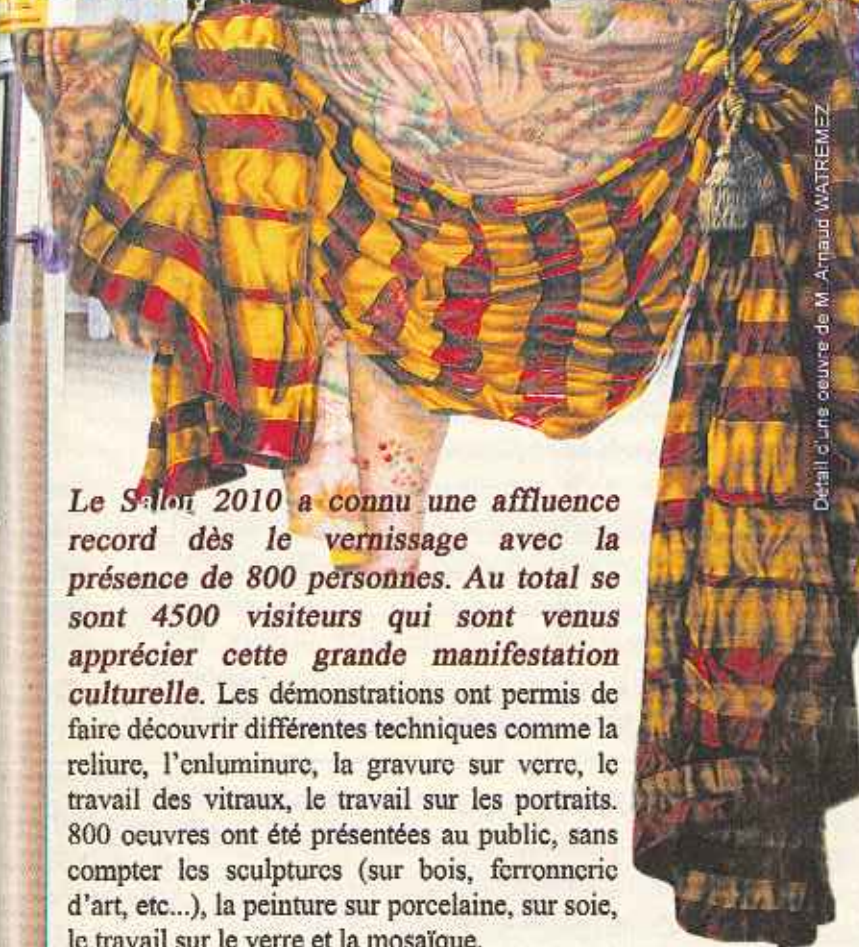 Détail d'une oeuvre de M. Arnaud WATREMEZ
Le Salon 2010 a connu une affluence
record dès le vernissage avec la
présence de 800 personnes. Au total se
sont 4500 visiteurs qui sont venus
apprécier cette grande manifestation
culturelle. Les démonstrations ont permis de
faire découvrir différentes techniques comme la
reliure, l'enluminure, la gravure sur verre, le
travail des vitraux, le travail sur les portraits.
800 oeuvres ont été présentées au public, sans
compter les sculptures (sur bois, ferronnerie
d'art, etc...), la peinture sur porcelaine, sur soie,
le travail sur le verre et la mosaïque.